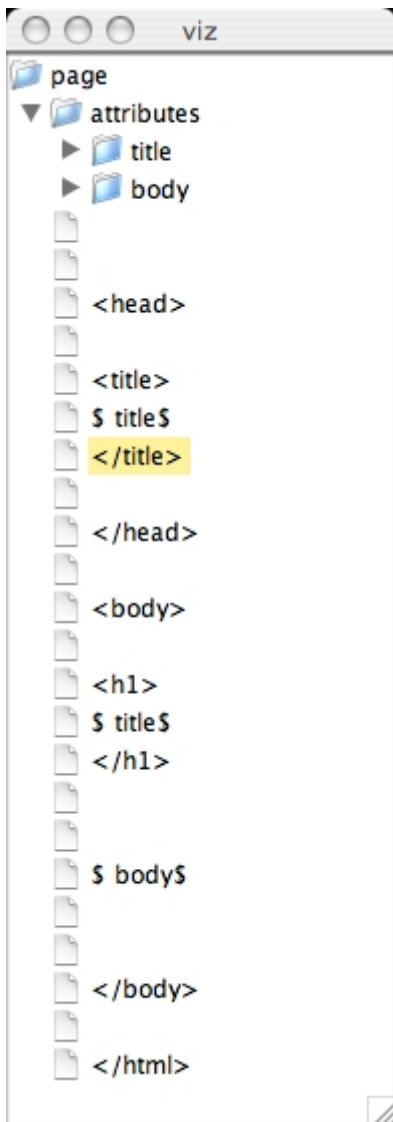 viz
page
attributes
title
body
<head>
<title>
$ title$
</title>
</head>
<body>
<h1>
$ title$
</h1>
$ body$
</body>
</html>